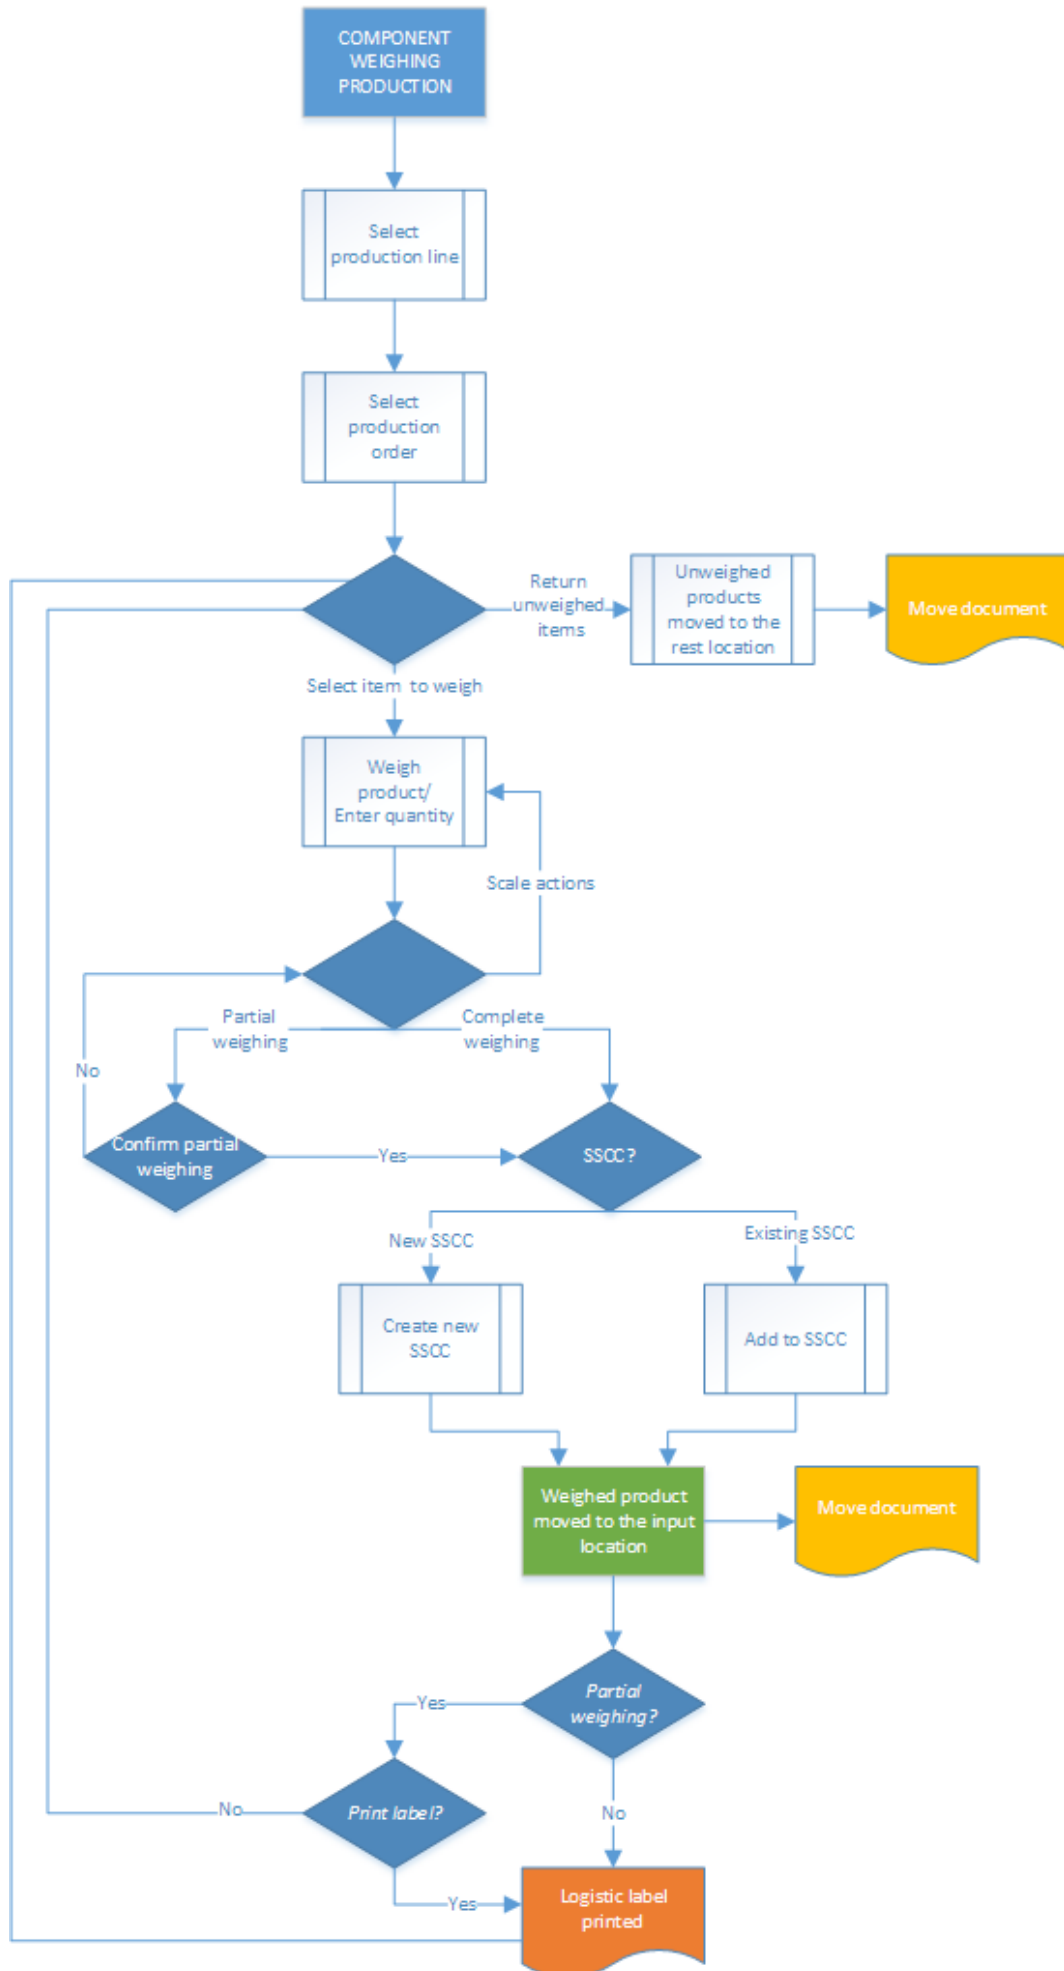 COMPONENT
WEIGHING
PRODUCTION
Select
production line
Select
production
order
Return
unweighed
items
Unweighed
products
moved to the
rest location
Move document
Select item to weigh
Weigh
product/
Enter quantity
Scale actions
Partial
weighing
Complete
weighing
No
Confirm partial
weighing
Yes
SSCC?
New SSCC
Existing SSCC
Create new
SSCC
Add to SSCC
Weighed product
moved to the input
location
Move document
Partial
weighing?
Yes
No
Print label?
No
Yes
Logistic label
printed